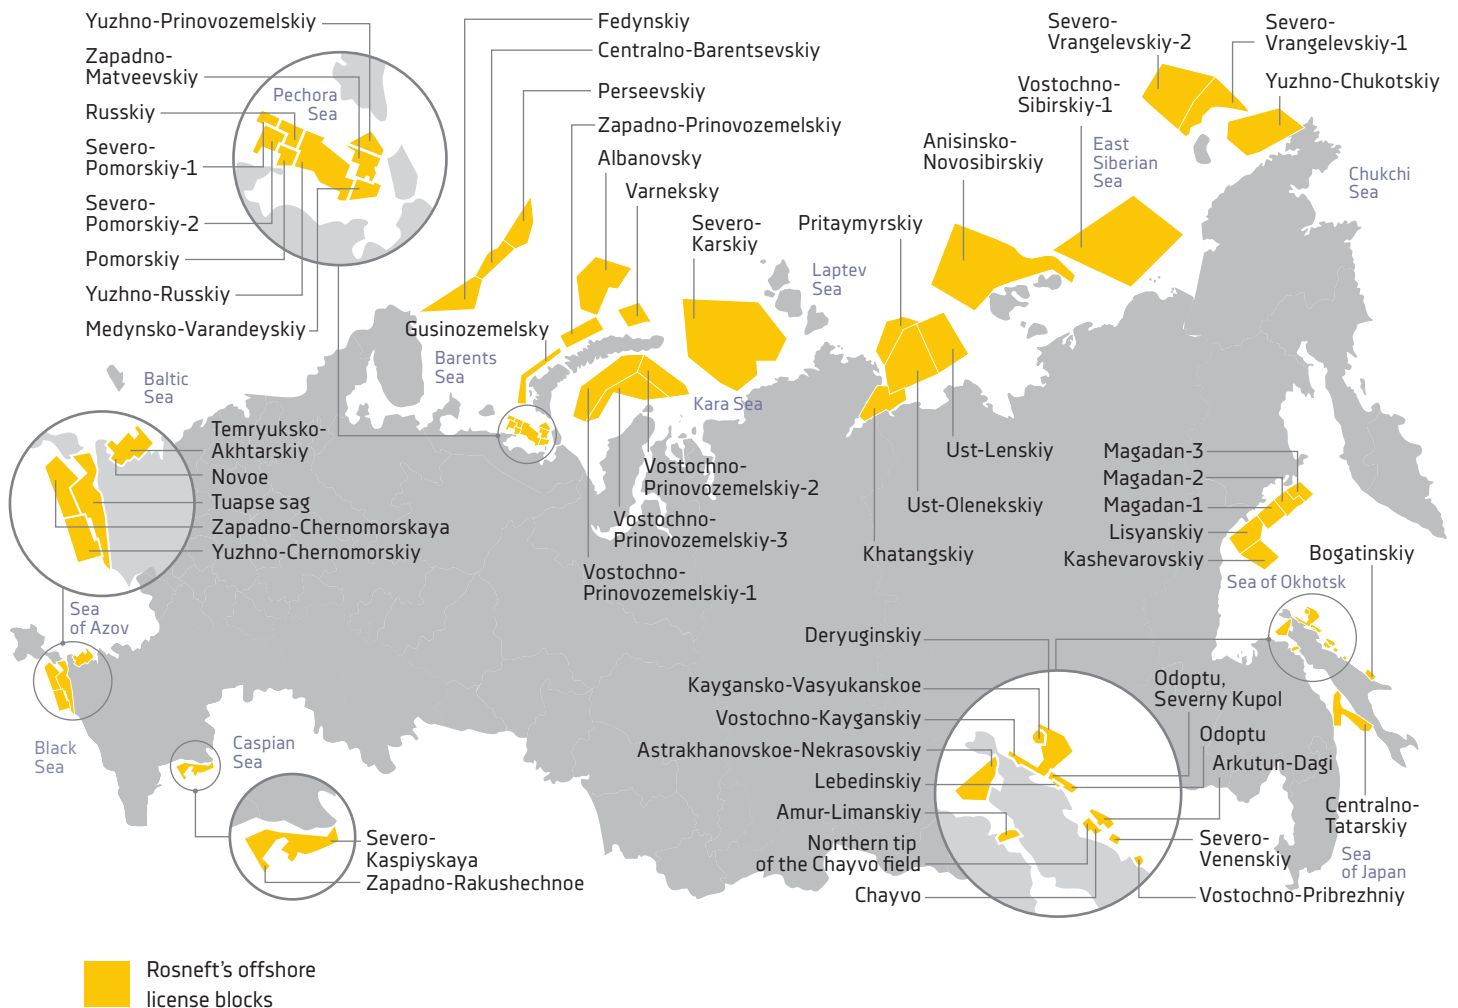 Yuzhno-Prinovozemelskiy
Zapadno-
Matveevskiy
Russkiy
Severo-
Pomorskiy-1
Severo-
Pomorskiy-2
Pomorskiy
Yuzhno-Russkiy
Medynsko-Varandeyskiy
Pechora
Sea
Fedynskiy
Centralno-Barentsevskiy
Perseevskiy
Zapadno-Prinovozemelskiy
Albanovsky
Varneksky
Severo-
Karskiy
Gusinozemelsky
Barents
Sea
Kara Sea
Pritaymyrskiy
Laptev
Sea
Anisinsko-
Novosibirskiy
Vostochno-
Sibirskiy-1
East
Siberian
Sea
Severo-
Vrangelevskiy-2
Severo-
Vrangelevskiy-1
Yuzhno-Chukotskiy
Chukchi
Sea
Baltic
Sea
Temryuksko-
Akhtarskiy
Novoe
Tuapse sag
Zapadno-Chernomorskaya
Yuzhno-Chernomorskiy
Sea
of Azov
Black
Sea
Caspian
Sea
Severo-
Kaspiyskaya
Zapadno-Rakushechnoe
Vostochno-
Prinovozemelskiy-2
Vostochno-
Prinovozemelskiy-3
Vostochno-
Prinovozemelskiy-1
Ust-Lenskiy
Ust-Olenekskiy
Khatangskiy
Magadan-3
Magadan-2
Magadan-1
Lisyanskiy
Kashevarovskiy
Sea of Okhotsk
Bogatinskiy
Deryuginskiy
Kaygansko-Vasyukanskoe
Vostochno-Kayganskiy
Astrakhanovskoe-Nekrasovskiy
Lebedinskiy
Amur-Limanskiy
Northern tip
of the Chayvo field
Chayvo
Odoptu,
Severny Kupol
Odoptu
Arkutun-Dagi
Severo-
Venenskiy
Vostochno-Pribrezhniy
Centralno-
Tatarskiy
Sea
of Japan
Rosneft's offshore
license blocks